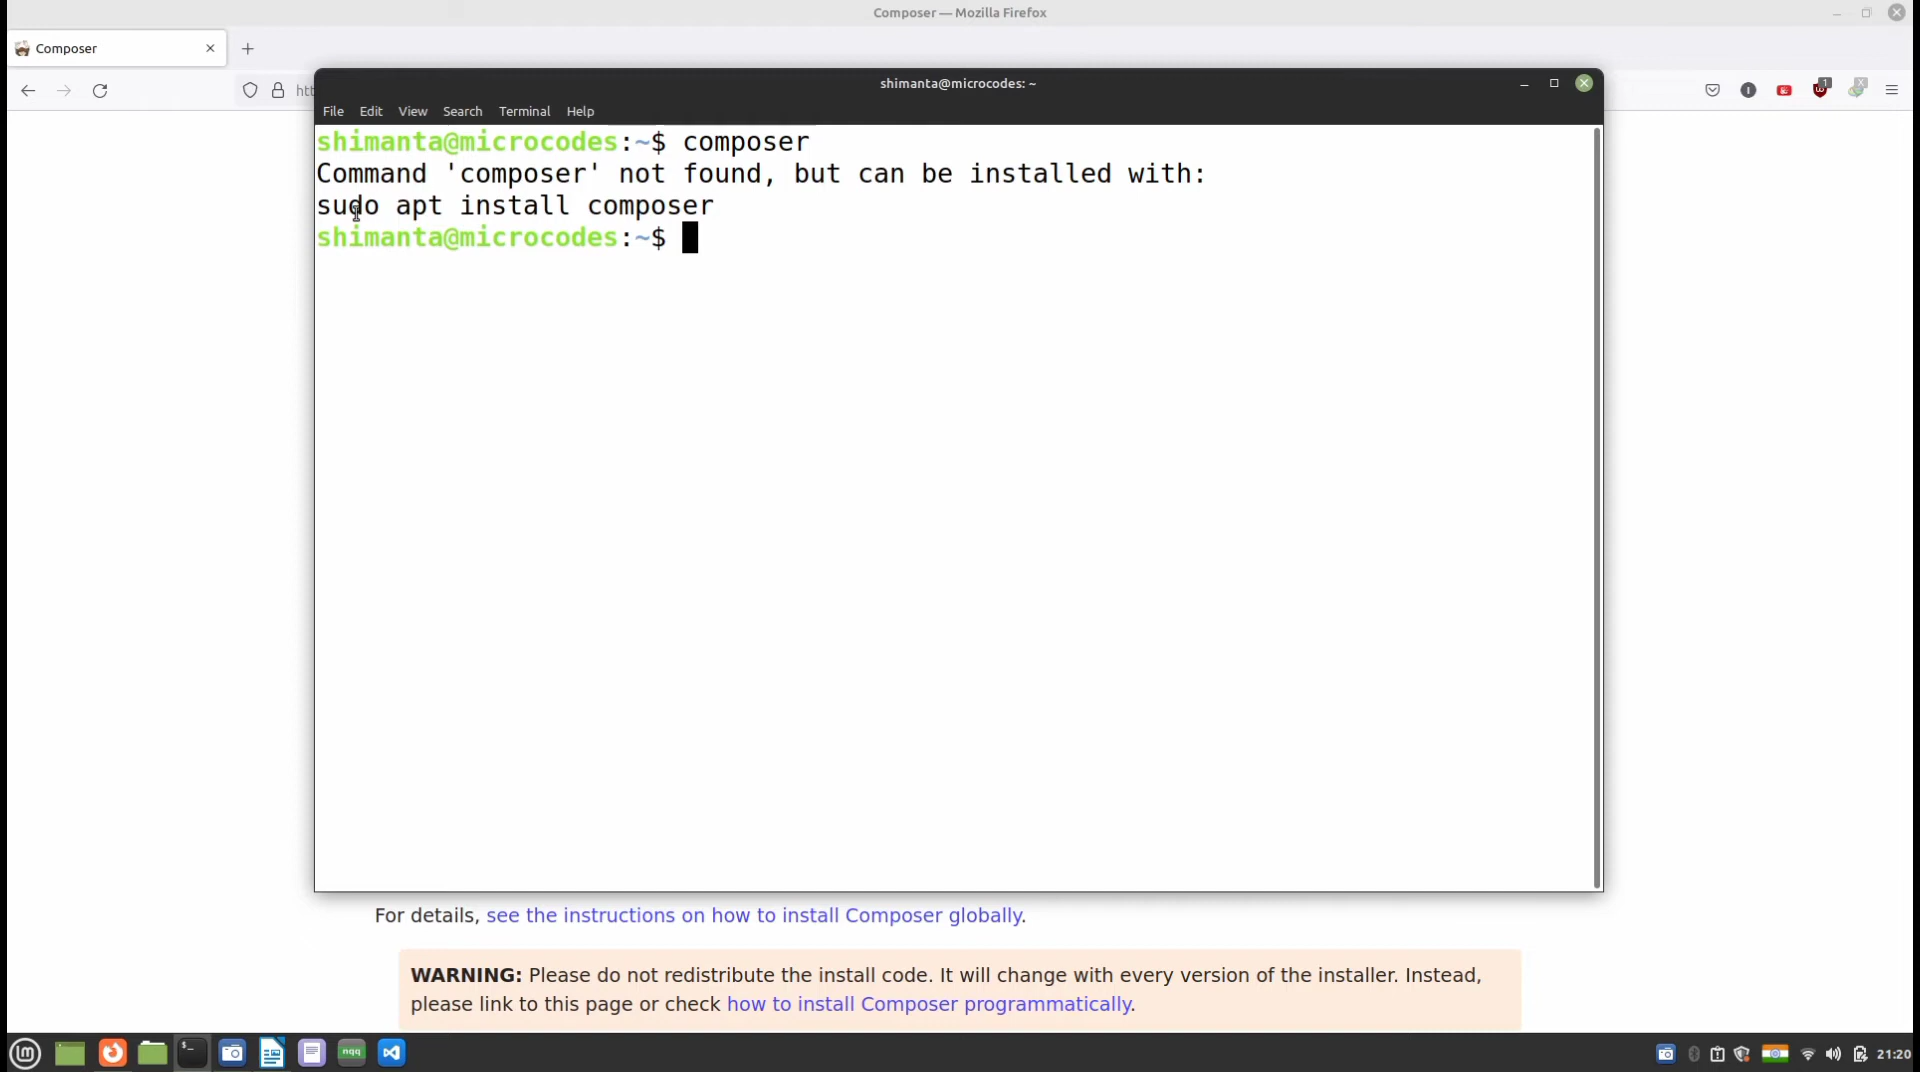 Composer — Mozilla Firefox
Composer
htt
1
shimanta@microcodes: ~
File Edit View Search Terminal Help
shimanta@microcodes:~$ composer
Command 'composer' not found, but can be installed with:
sudo apt install composer
shimanta@microcodes:~$
For details, see the instructions on how to install Composer globally.
WARNING: Please do not redistribute the install code. It will change with every version of the installer. Instead,
please link to this page or check how to install Composer programmatically.
nqq
21:20